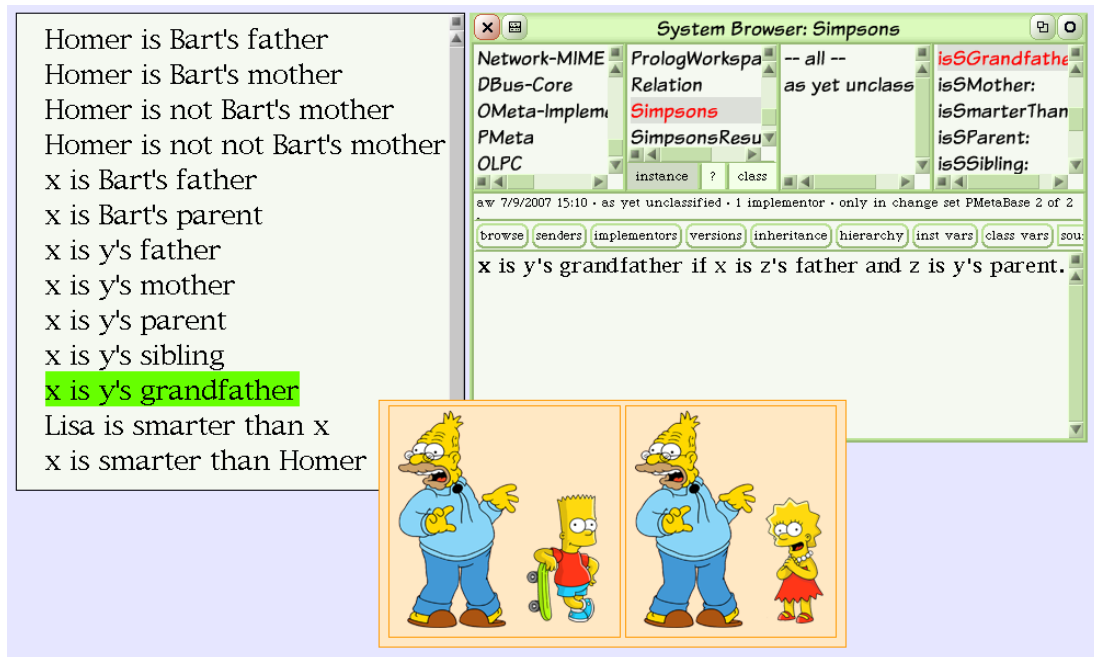 Homer is Bart's father
Homer is Bart's mother
Homer is not Bart's mother
Homer is not not Bart's mother
x is Bart's father
x is Bart's parent
x is y's father
x is y's mother
x is y's parent
x is y's sibling
x is y's grandfather
Lisa is smarter than x
x is smarter than Homer
System Browser: Simpsons
Network-MIME
DBus-Core
OMeta-Impleme
PMeta
OLPC
PrologWorkspa
Relation
Simpsons
SimpsonsResu
instance ? class
-- all --
as yet unclass
isSGrandfathe
isSMother:
isSmarterThan
isSParent:
isSSibling:
aw 7/9/2007 15:10 · as yet unclassified · 1 implementor · only in change set PMetaBase 2 of 2
browse senders implementors versions inheritance hierarchy inst vars class vars sou
x is y's grandfather if x is z's father and z is y's parent.